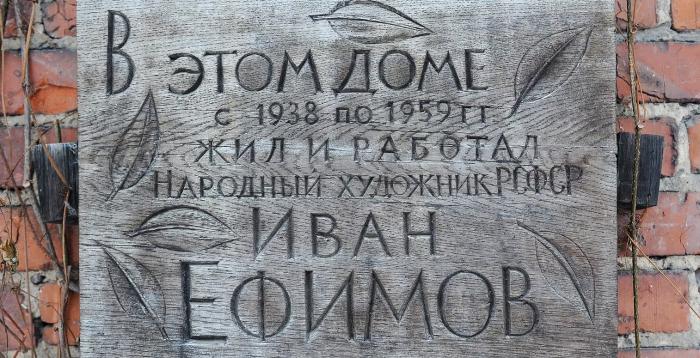 В ЭТОМ ДОМЕ
С 1938 ПО 1959 ГГ.
ЖИЛ И РАБОТАЛ
НАРОДНЫЙ ХУДОЖНИК РСФСР
ИВАН
ЕФИМОВ